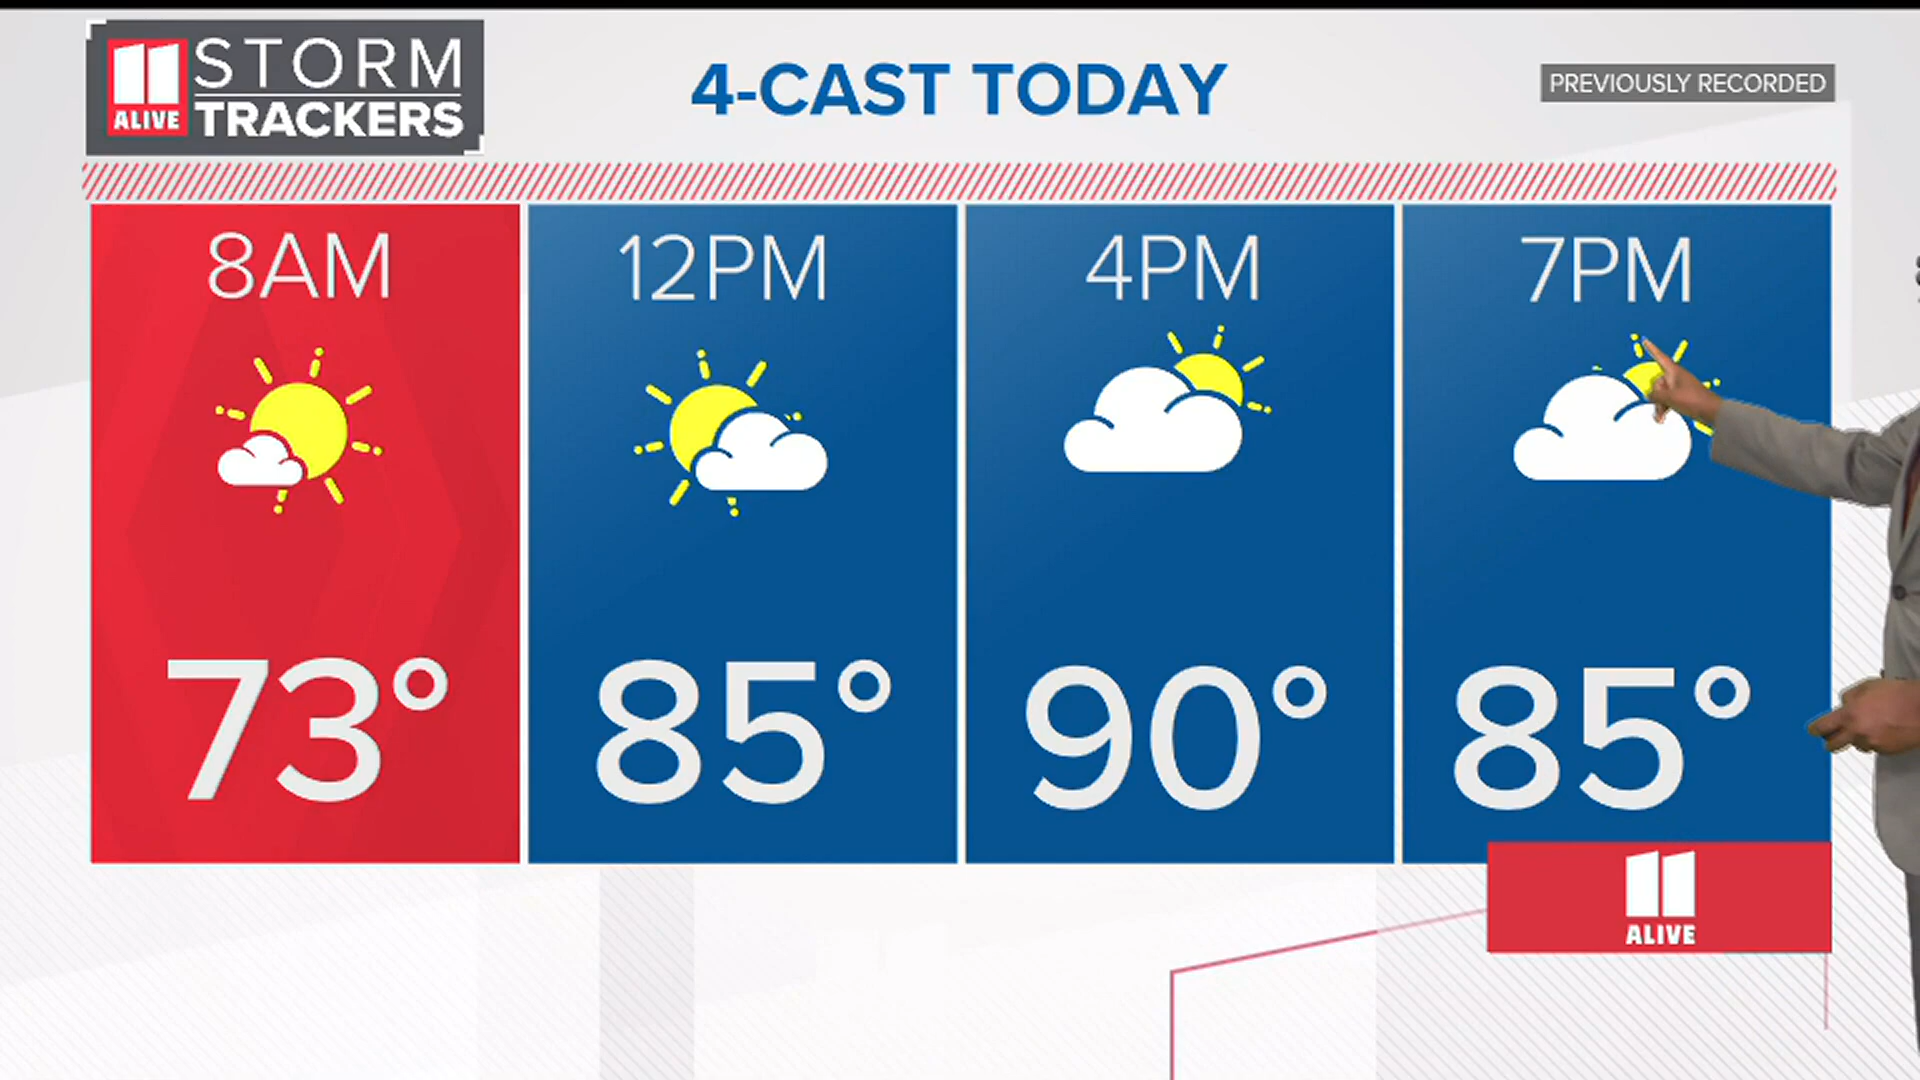 11
ALIVE
STORM
TRACKERS
4-CAST TODAY
PREVIOUSLY RECORDED
8AM
73°
12PM
85°
4PM
90°
7PM
85°
11
ALIVE